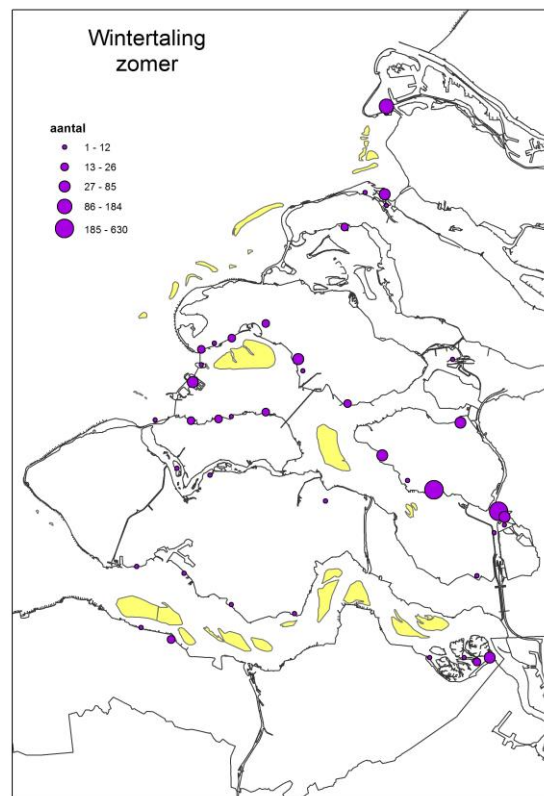 Wintertaling
zomer
aantal
1 - 12
13 - 26
27 - 85
86 - 184
185 - 630